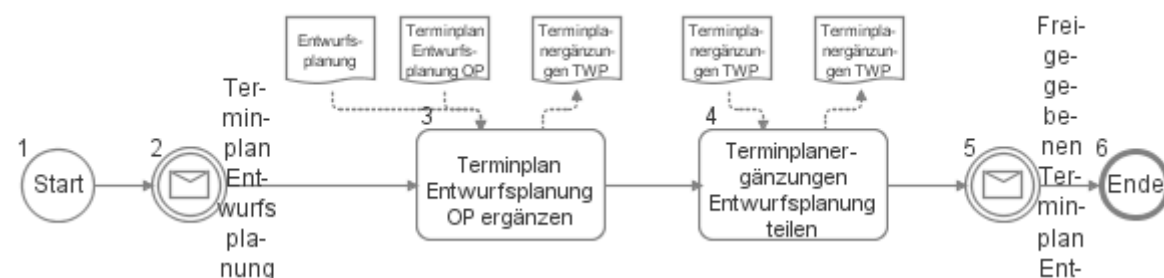 Entwurfs-
planung
Terminplan
Entwurfs-
planung OP
Terminpla-
nergänzun-
gen TWP
Terminpla-
nergänzun-
gen TWP
Terminpla-
nergänzun-
gen TWP
1
Start
2
Ter-
min-
plan
Ent-
wurfs
pla-
nung
3
Terminplan
Entwurfsplanung
OP ergänzen
4
Terminplaner-
gänzungen
Entwurfsplanung
teilen
5
Frei-
ge-
ge-
be-
nen
Ter-
min-
plan
Ent-
6
Ende